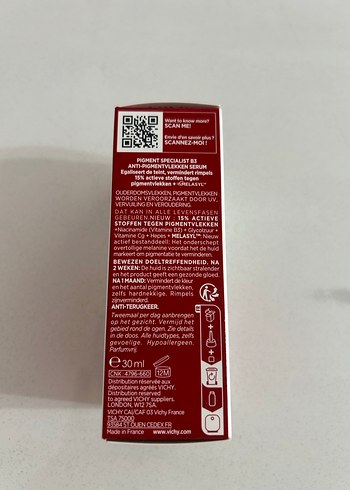 Want to know more?
SCAN ME!
Envie d'en savoir plus ?
SCANNEZ-MOI !
PIGMENT SPECIALIST B3
ANTI-PIGMENTVLEKKEN SERUM
Egaliseert de teint, vermindert rimpels
15% actieve stoffen tegen
pigmentvlekken + MELASYL™
OUDERDOMSVLEKKEN, PIGMENTVLEKKEN
WORDEN VEROORZAAKT DOOR UV,
VERVUILING EN VEROUDERING.
DAT KAN IN ALLE LEVENSFASEN
GEBEUREN NIEUW 15% ACTIEVE
STOFFEN TEGEN PIGMENTVLEKKEN
•Niacinamide (Vitamine B3) + Glycolzuur +
Vitamine Cg + Hepes + MELASYL™ Nieuw
actief bestanddeel: Het onderschept
overtollige melanine voordat het de huid
markeert om pigmentatie te verminderen.
BEWEZEN DOELTREFFENDHEID. NA
2 WEKEN: De huid is zichtbaar stralender
en het product geeft een gezonde gloed.
NA 1 MAAND: Vermindert de kleur
en het aantal pigmentvlekken,
zelfs hardnekkige. Rimpels
zijn verminderd.
ANTI-TERUGKEER.
Tweemaal per dag aanbrengen
op het gezicht. Vermijd het
gebied rond de ogen. Zie details
in de doos. Alle huidtypes, zelfs
gevoelige. Hypoallergeen.
Parfumvrij.
℮ 30 ml
CNK : 4796-660 12M
Distribution réservée aux
dépositaires agréés VICHY.
Distribution reserved
to agreed VICHY suppliers.
LONDON, W12 7SA.
VICHY CAI/CAF 03 Vichy France
TSA 75000
93584 ST OUEN CEDEX FR
Made in France www.vichy.com